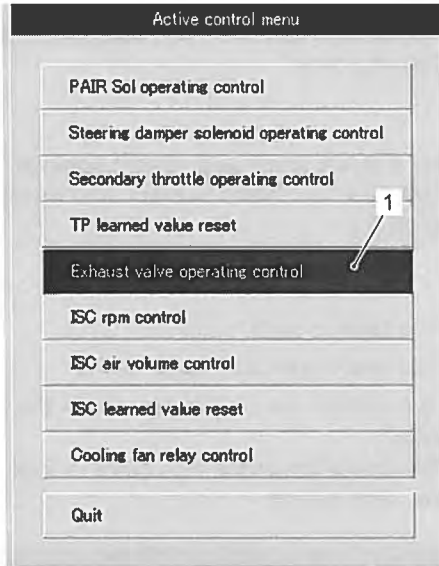 Active control menu
PAIR Sol operating control
Steering damper solenoid operating control
Secondary throttle operating control
1
TP learned value reset
Exhaust valve operating control
ISC rpm control
ISC air volume control
ISC learned value reset
Cooling fan relay control
Quit